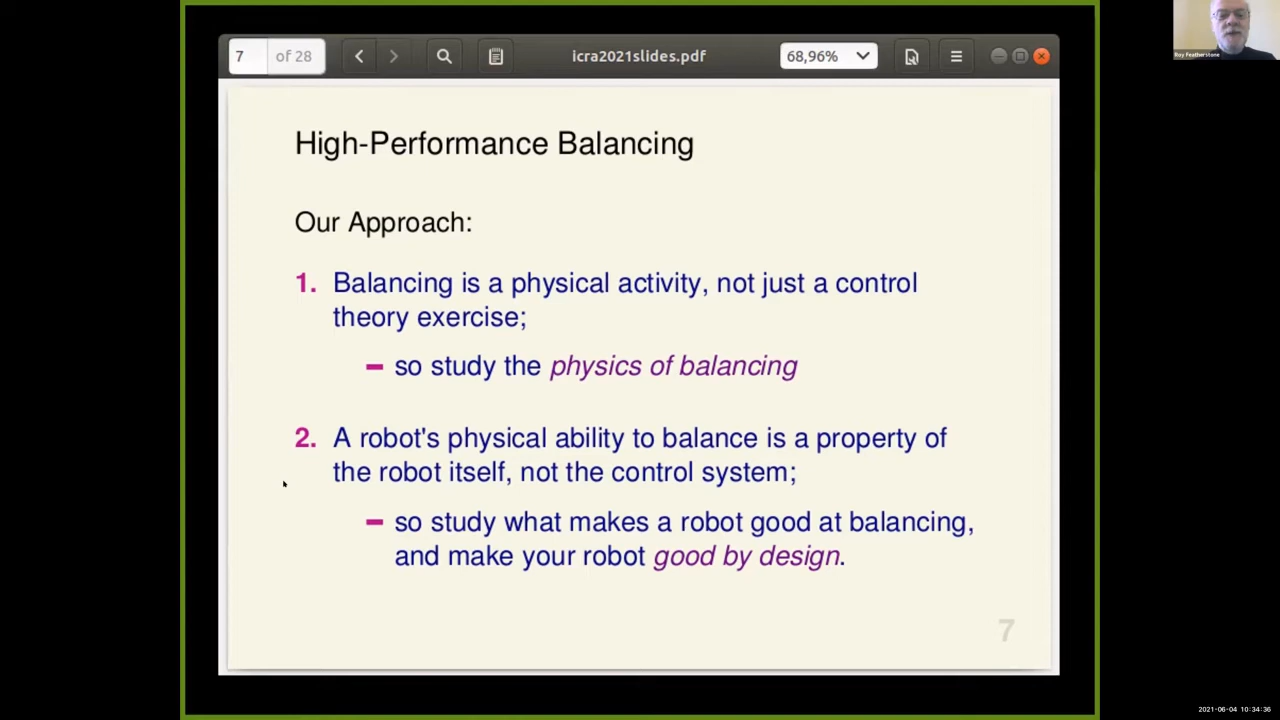 7 of 28 icra2021slides.pdf 68,96%
Roy Featherstone
High-Performance Balancing
Our Approach:
1. Balancing is a physical activity, not just a control
theory exercise;
– so study the physics of balancing
2. A robot's physical ability to balance is a property of
the robot itself, not the control system;
– so study what makes a robot good at balancing,
and make your robot good by design.
7
2021-06-04 10:34:36